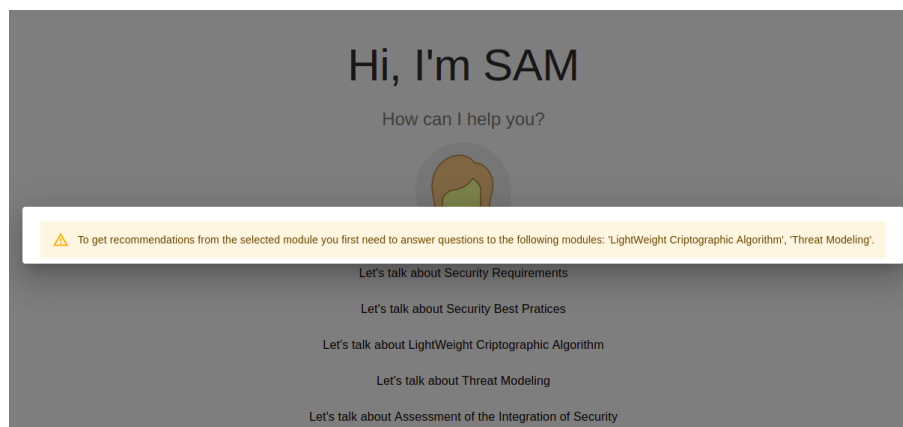 Hi, I'm SAM
How can I help you?
To get recommendations from the selected module you first need to answer questions to the following modules: 'LightWeight Criptographic Algorithm', 'Threat Modeling'.
Let's talk about Security Requirements
Let's talk about Security Best Pratices
Let's talk about LightWeight Criptographic Algorithm
Let's talk about Threat Modeling
Let's talk about Assessment of the Integration of Security